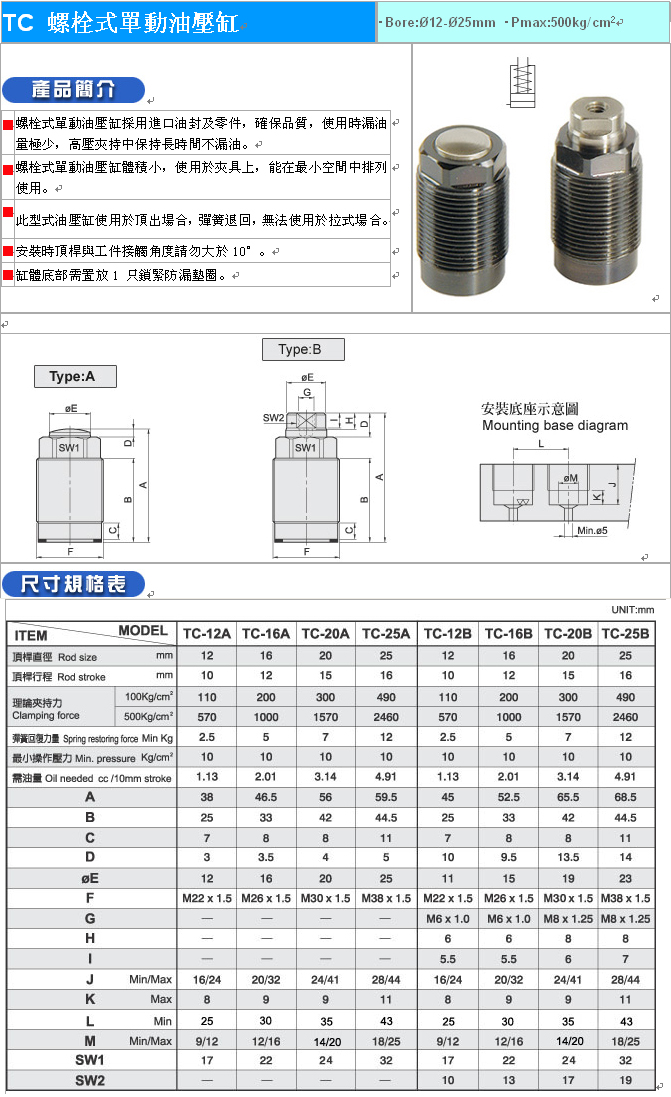 TC 螺栓式單動油壓缸
·Bore:Ø12-Ø25mm ·Pmax:500kg/cm²
產品簡介
螺栓式單動油壓缸採用進口油封及零件，確保品質，使用時漏油
量極少，高壓夾持中保持長時間不漏油。
螺栓式單動油壓缸體積小，使用於夾具上，能在最小空間中排列
使用。
此型式油壓缸使用於頂出場合，彈簧退回，無法使用於拉式場合。
安裝時頂桿與工件接觸角度請勿大於 10°。
缸體底部需置放 1 只鎖緊防漏墊圈。
Type:A
øE
SW1
D
A
B
C
F
Type:B
øE
G
SW2
I
H
D
SW1
A
B
C
F
安裝底座示意圖
Mounting base diagram
L
øM
K
J
Min.ø5
尺寸規格表
UNIT:mm
ITEM MODEL TC-12A TC-16A TC-20A TC-25A TC-12B TC-16B TC-20B TC-25B
頂桿直徑 Rod size mm 12 16 20 25 12 16 20 25
頂桿行程 Rod stroke mm 10 12 15 16 10 12 15 16
理論夾持力 Clamping force 100Kg/cm² 110 200 300 490 110 200 300 490
500Kg/cm² 570 1000 1570 2460 570 1000 1570 2460
彈簧回復力量 Spring restoring force Min Kg 2.5 5 7 12 2.5 5 7 12
最小操作壓力 Min. pressure Kg/cm² 10 10 10 10 10 10 10 10
需油量 Oil needed cc /10mm stroke 1.13 2.01 3.14 4.91 1.13 2.01 3.14 4.91
A 38 46.5 56 59.5 45 52.5 65.5 68.5
B 25 33 42 44.5 25 33 42 44.5
C 7 8 8 11 7 8 8 11
D 3 3.5 4 5 10 9.5 13.5 14
øE 12 16 20 25 11 15 19 23
F M22 x 1.5 M26 x 1.5 M30 x 1.5 M38 x 1.5 M22 x 1.5 M26 x 1.5 M30 x 1.5 M38 x 1.5
G — — — — M6 x 1.0 M6 x 1.0 M8 x 1.25 M8 x 1.25
H — — — — 6 6 8 8
I — — — — 5.5 5.5 6 7
J Min/Max 16/24 20/32 24/41 28/44 16/24 20/32 24/41 28/44
K Max 8 9 9 11 8 9 9 11
L Min 25 30 35 43 25 30 35 43
M Min/Max 9/12 12/16 14/20 18/25 9/12 12/16 14/20 18/25
SW1 17 22 24 32 17 22 24 32
SW2 — — — — 10 13 17 19